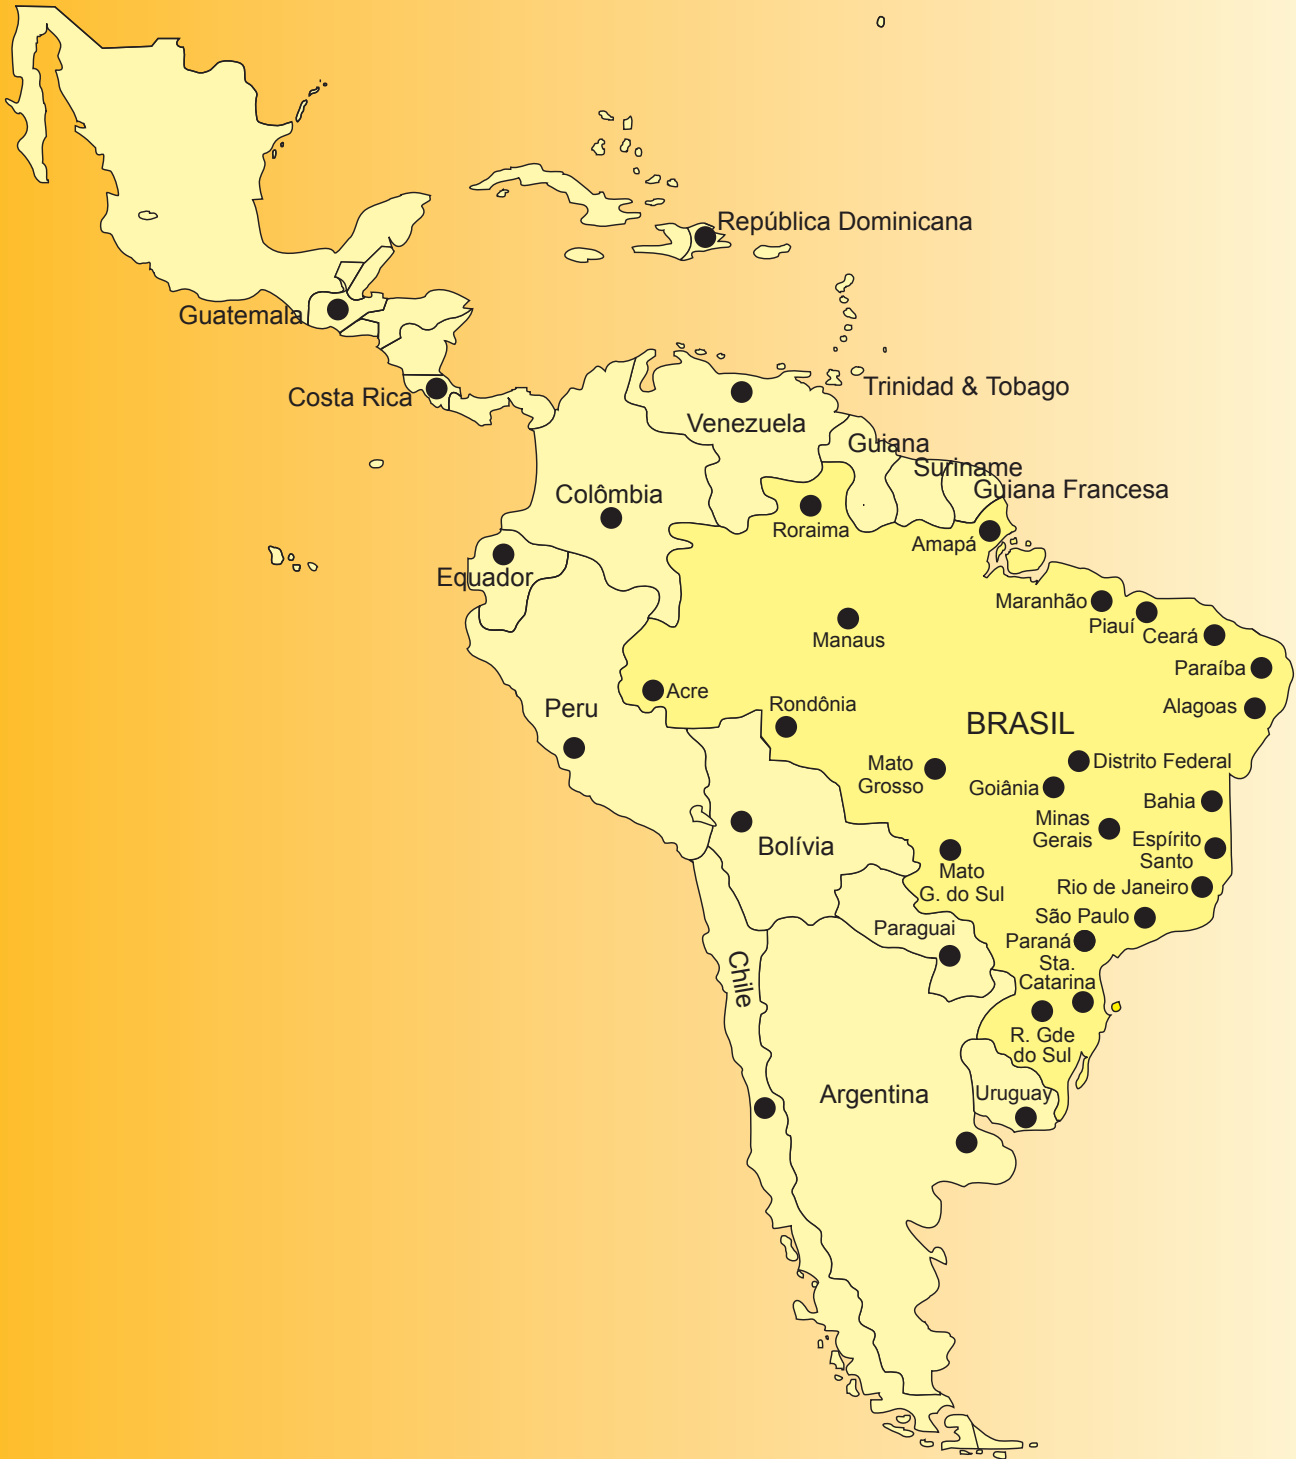 República Dominicana
Guatemala
Costa Rica
Trinidad & Tobago
Venezuela
Guiana
Suriname
Guiana Francesa
Colômbia
Roraima
Amapá
Equador
Maranhão
Piauí
Ceará
Manaus
Paraíba
Acre
Peru
Rondônia
Alagoas
BRASIL
Mato
Grosso
Distrito Federal
Goiânia
Bahia
Minas
Gerais
Espírito
Santo
Bolívia
Mato
G. do Sul
Rio de Janeiro
São Paulo
Paraguai
Paraná
Sta.
Catarina
Chile
R. Gde
do Sul
Argentina
Uruguay